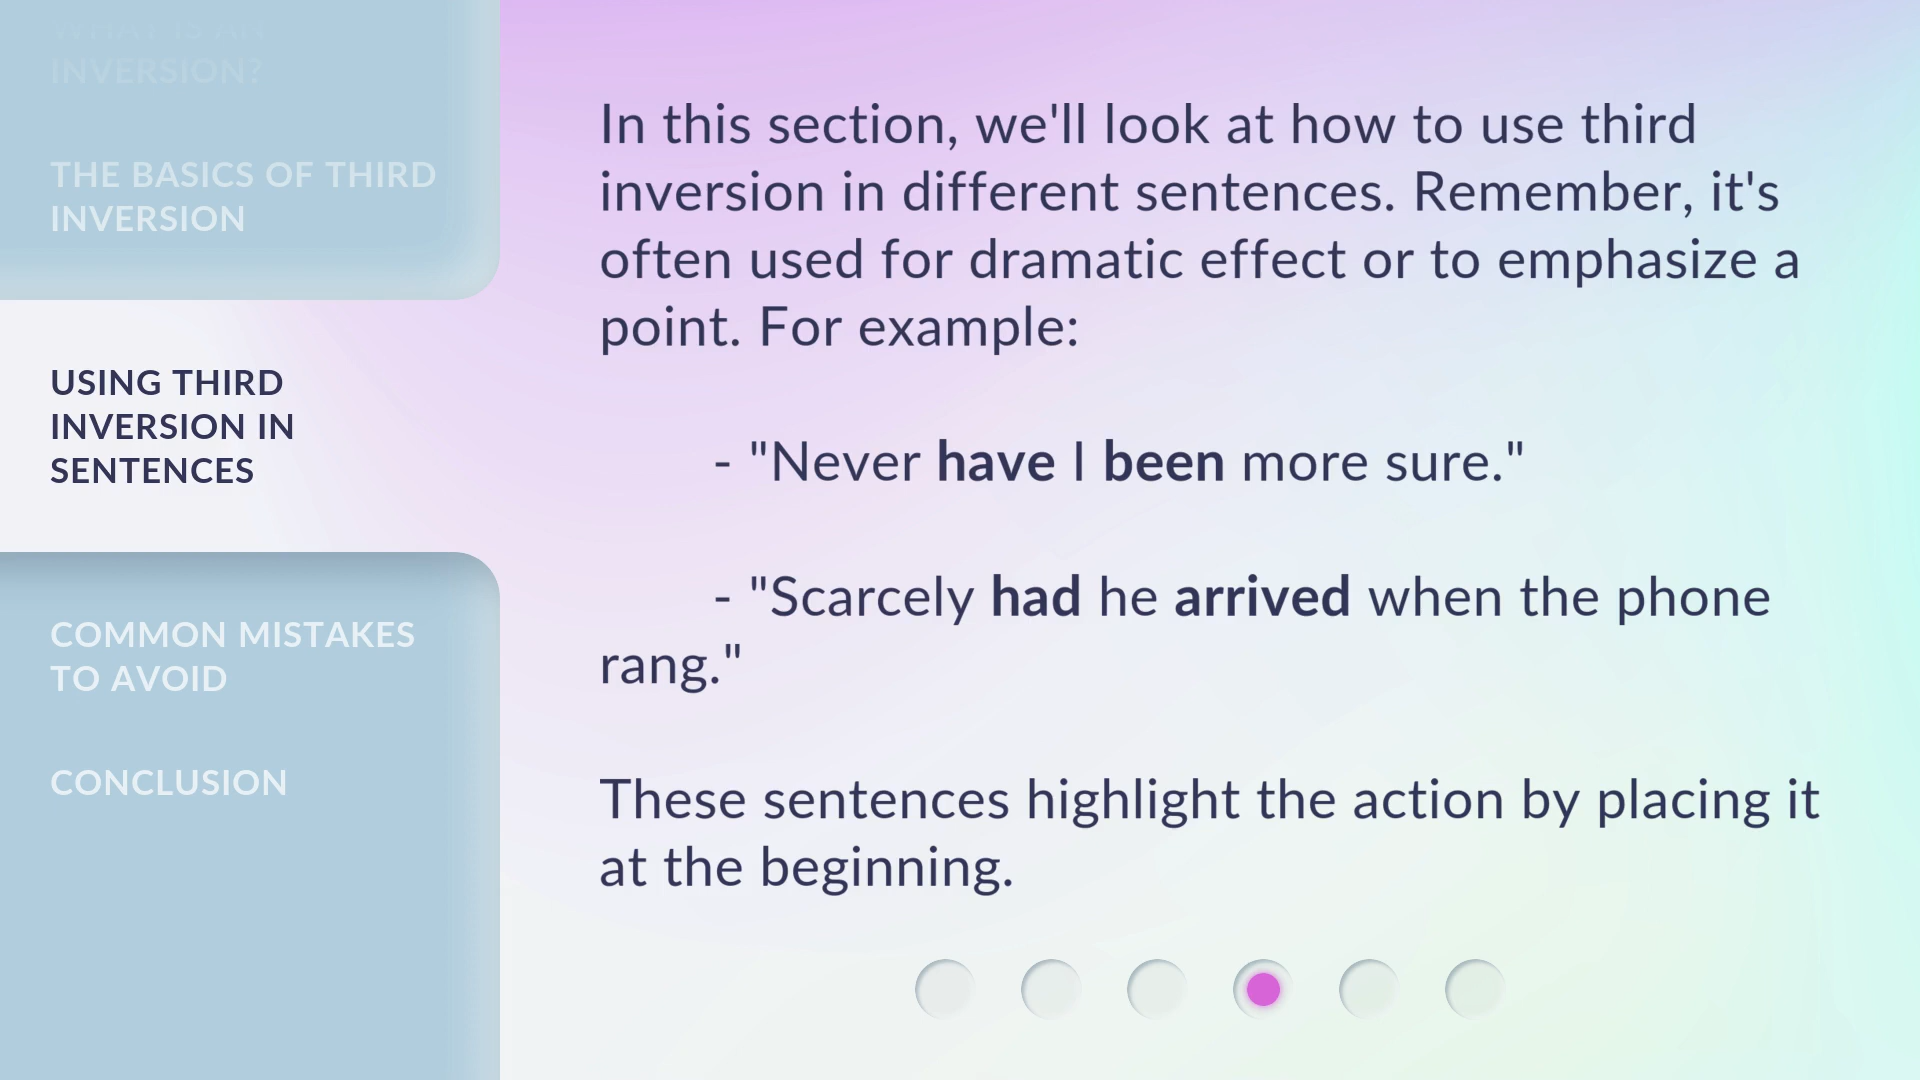 WHAT IS AN
INVERSION?
THE BASICS OF THIRD
INVERSION
USING THIRD
INVERSION IN
SENTENCES
COMMON MISTAKES
TO AVOID
CONCLUSION
In this section, we'll look at how to use third
inversion in different sentences. Remember, it's
often used for dramatic effect or to emphasize a
point. For example:
- "Never have I been more sure."
- "Scarcely had he arrived when the phone
rang."
These sentences highlight the action by placing it
at the beginning.